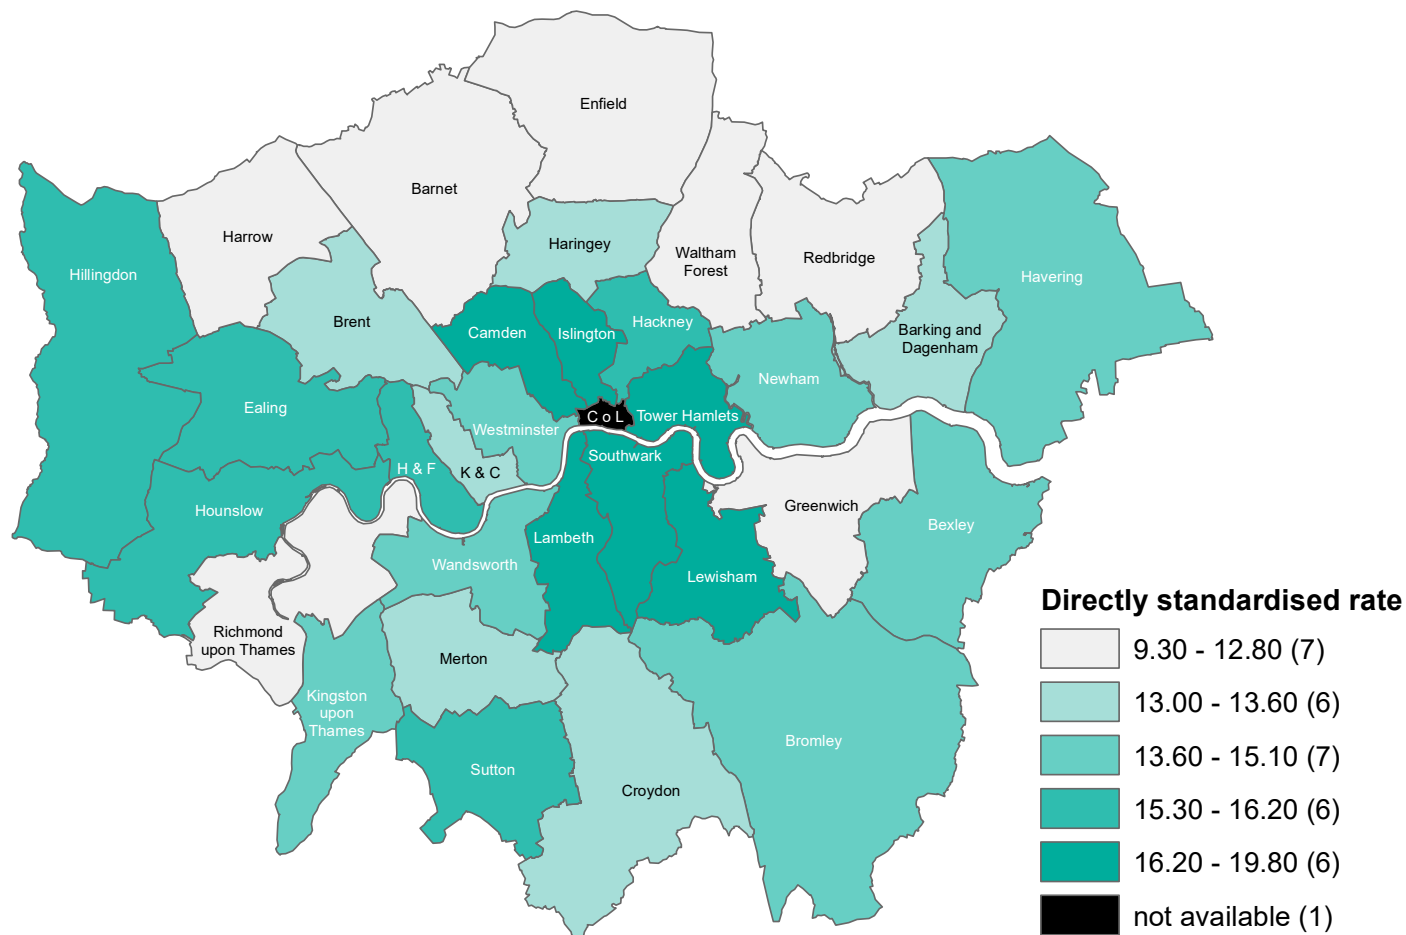 Enfield
Barnet
Harrow
Haringey
Waltham
Forest
Redbridge
Hillingdon
Havering
Brent
Camden
Islington
Hackney
Barking and
Dagenham
Newham
Ealing
C o L
Tower Hamlets
Westminster
H & F
K & C
Southwark
Hounslow
Greenwich
Bexley
Lambeth
Wandsworth
Lewisham
Richmond
upon Thames
Merton
Kingston
upon
Thames
Bromley
Sutton
Croydon
Directly standardised rate
9.30 - 12.80 (7)
13.00 - 13.60 (6)
13.60 - 15.10 (7)
15.30 - 16.20 (6)
16.20 - 19.80 (6)
not available (1)